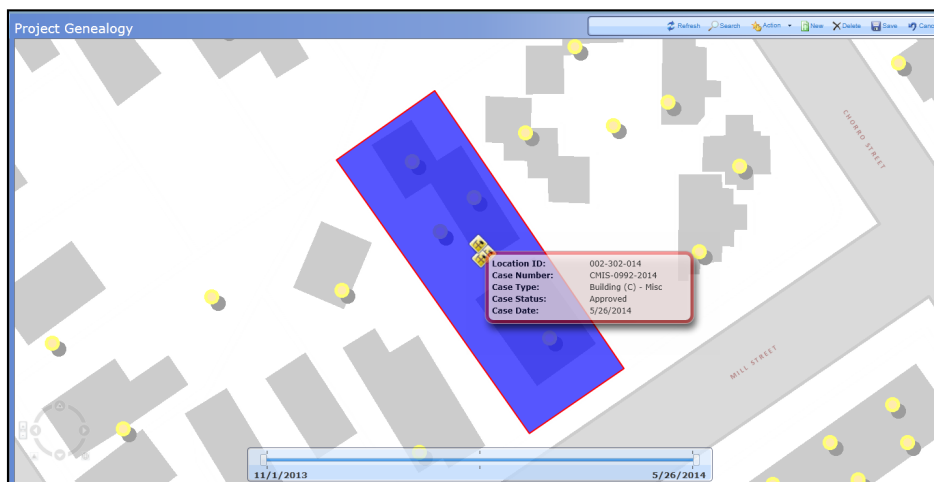 Project Genealogy
Refresh Search Action New Delete Save
CHORRO STREET
Location ID: 002-302-014
Case Number: CMIS-0992-2014
Case Type: Building (C) - Misc
Case Status: Approved
Case Date: 5/26/2014
MILL STREET
11/1/2013 5/26/2014